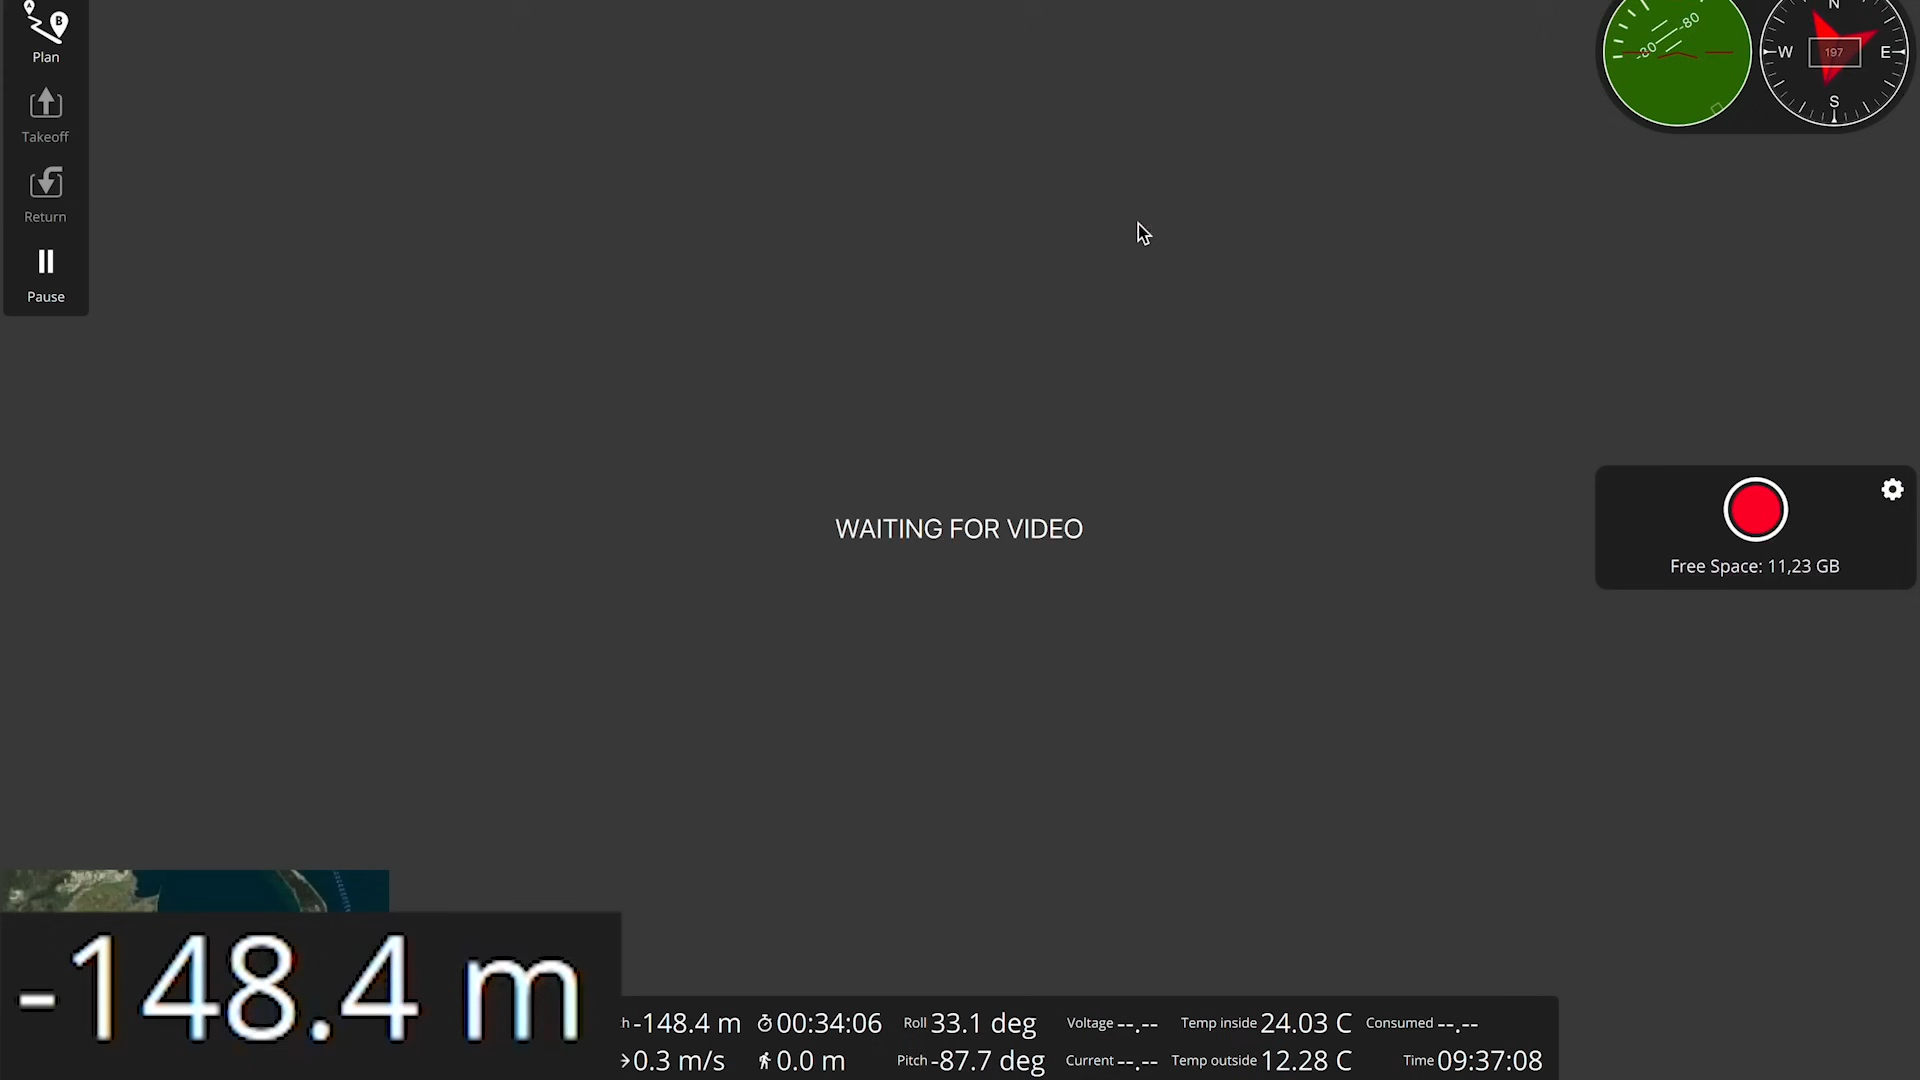 Plan
Takeoff
Return
Pause
-80
-80
N
W
197
E
S
WAITING FOR VIDEO
Free Space: 11,23 GB
-148.4 m
h -148.4 m 00:34:06 Roll 33.1 deg Voltage --.-- Temp inside 24.03 C Consumed --.--
0.3 m/s 0.0 m Pitch -87.7 deg Current --.-- Temp outside 12.28 C Time 09:37:08